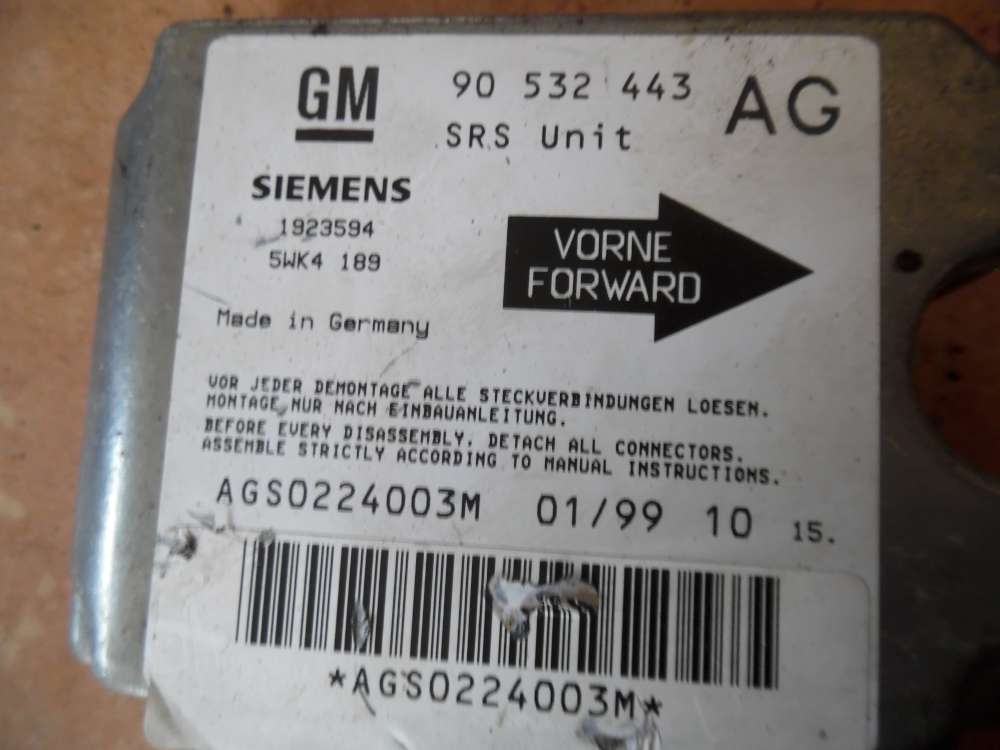 GM 90 532 443 AG
SRS Unit
SIEMENS
1923594
5WK4 189
VORNE
FORWARD
Made in Germany
VOR JEDER DEMONTAGE ALLE STECKVERBINDUNGEN LOESEN.
MONTAGE NUR NACH EINBAUANLEITUNG.
BEFORE EVERY DISASSEMBLY. DETACH ALL CONNECTORS.
ASSEMBLE STRICTLY ACCORDING TO MANUAL INSTRUCTIONS.
AGS0224003M 01/99 10 15.
*AGS0224003M*